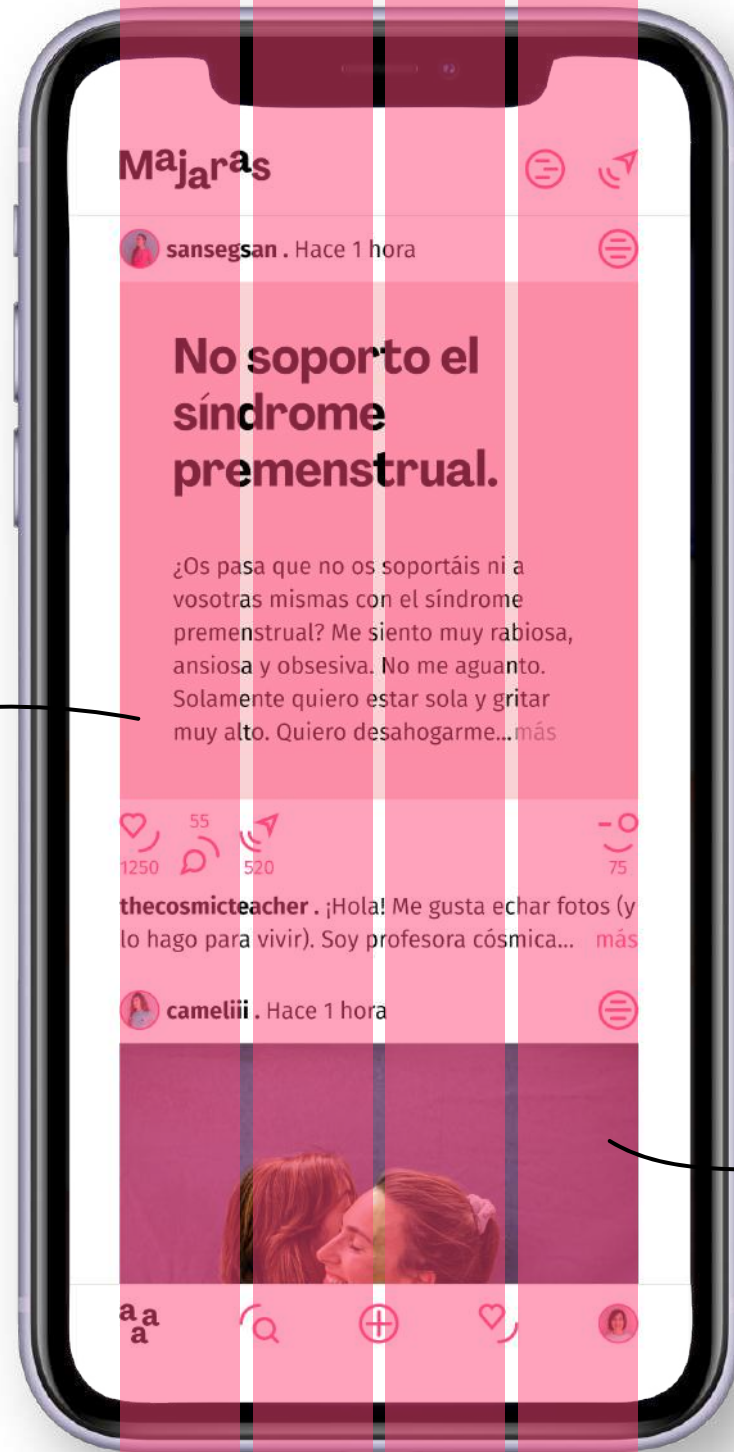 Majaras
sansegsan . Hace 1 hora
No soporto el
síndrome
premenstrual.
¿Os pasa que no os soportáis ni a
vosotras mismas con el síndrome
premenstrual? Me siento muy rabiosa,
ansiosa y obsesiva. No me aguanto.
Solamente quiero estar sola y gritar
muy alto. Quiero desahogarme...más
1250 55 520 75
thecosmicteacher . ¡Hola! Me gusta echar fotos (y
lo hago para vivir). Soy profesora cósmica... más
cameliii . Hace 1 hora
aaa